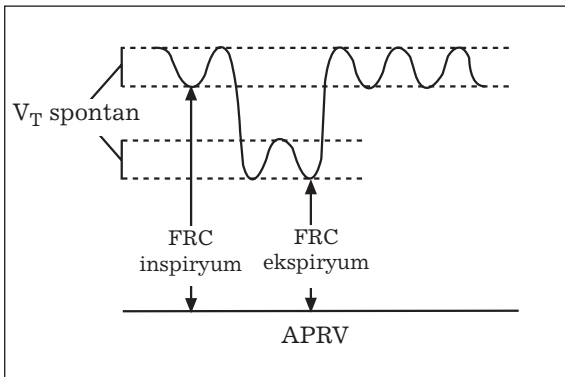 V_T spontan
FRC
inspiryum
FRC
ekspiryum
APRV